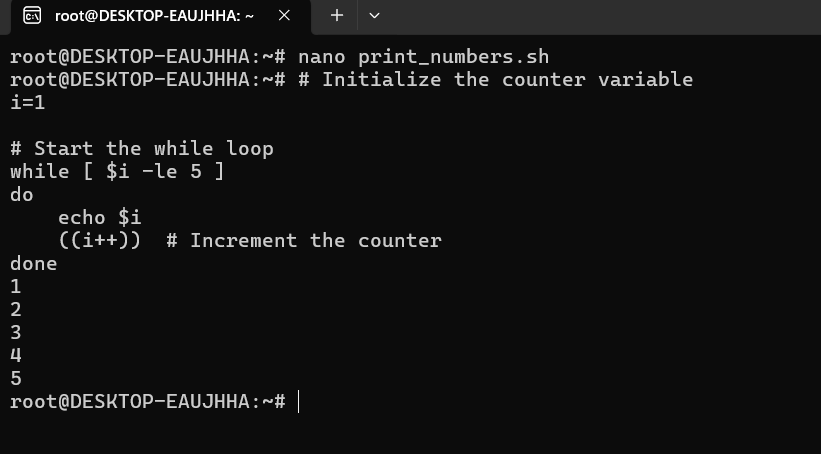 root@DESKTOP-EAUJHHA: ~
root@DESKTOP-EAUJHHA:~# nano print_numbers.sh
root@DESKTOP-EAUJHHA:~# # Initialize the counter variable
i=1

# Start the while loop
while [ $i -le 5 ]
do
    echo $i
    ((i++))  # Increment the counter
done
1
2
3
4
5
root@DESKTOP-EAUJHHA:~#